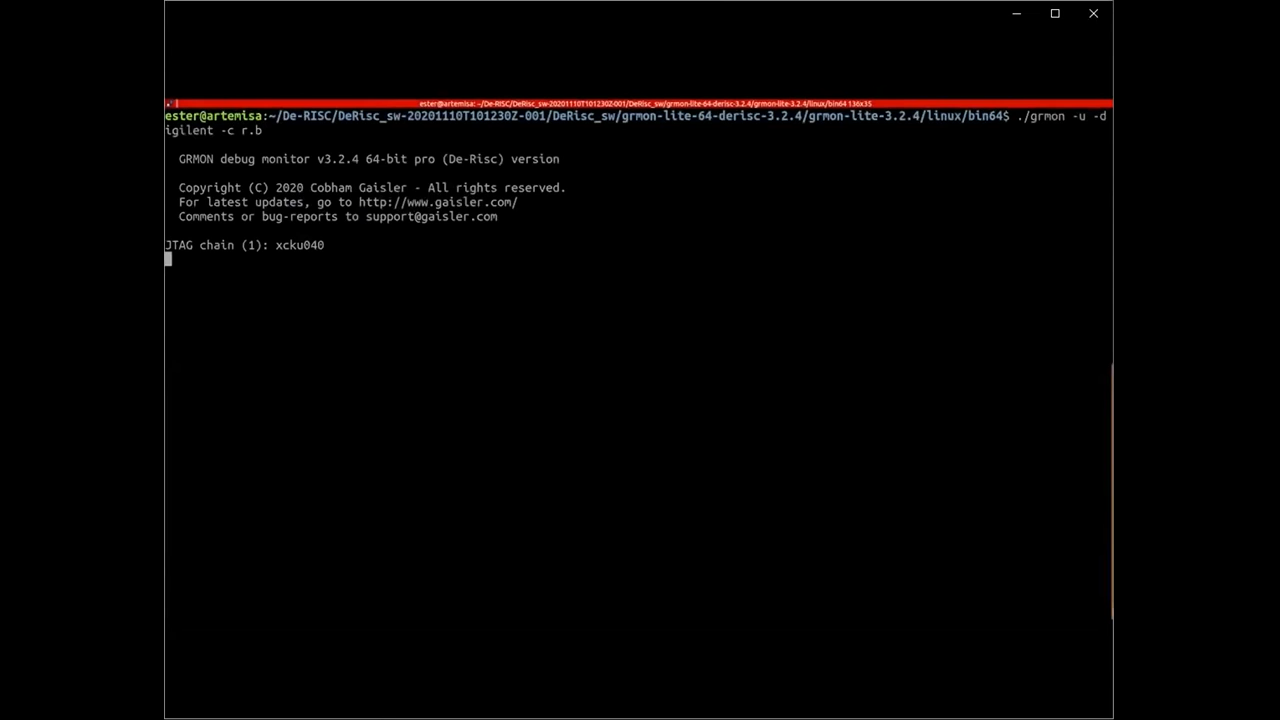 ester@artemisa: ~/De-RISC/DeRisc_sw-20201110T101230Z-001/DeRisc_sw/grmon-lite-64-derisc-3.2.4/grmon-lite-3.2.4/linux/bin64 136x35
ester@artemisa:~/De-RISC/DeRisc_sw-20201110T101230Z-001/DeRisc_sw/grmon-lite-64-derisc-3.2.4/grmon-lite-3.2.4/linux/bin64$ ./grmon -u -d
igilent -c r.b
GRMON debug monitor v3.2.4 64-bit pro (De-Risc) version
Copyright (C) 2020 Cobham Gaisler - All rights reserved.
For latest updates, go to http://www.gaisler.com/
Comments or bug-reports to support@gaisler.com
JTAG chain (1): xcku040